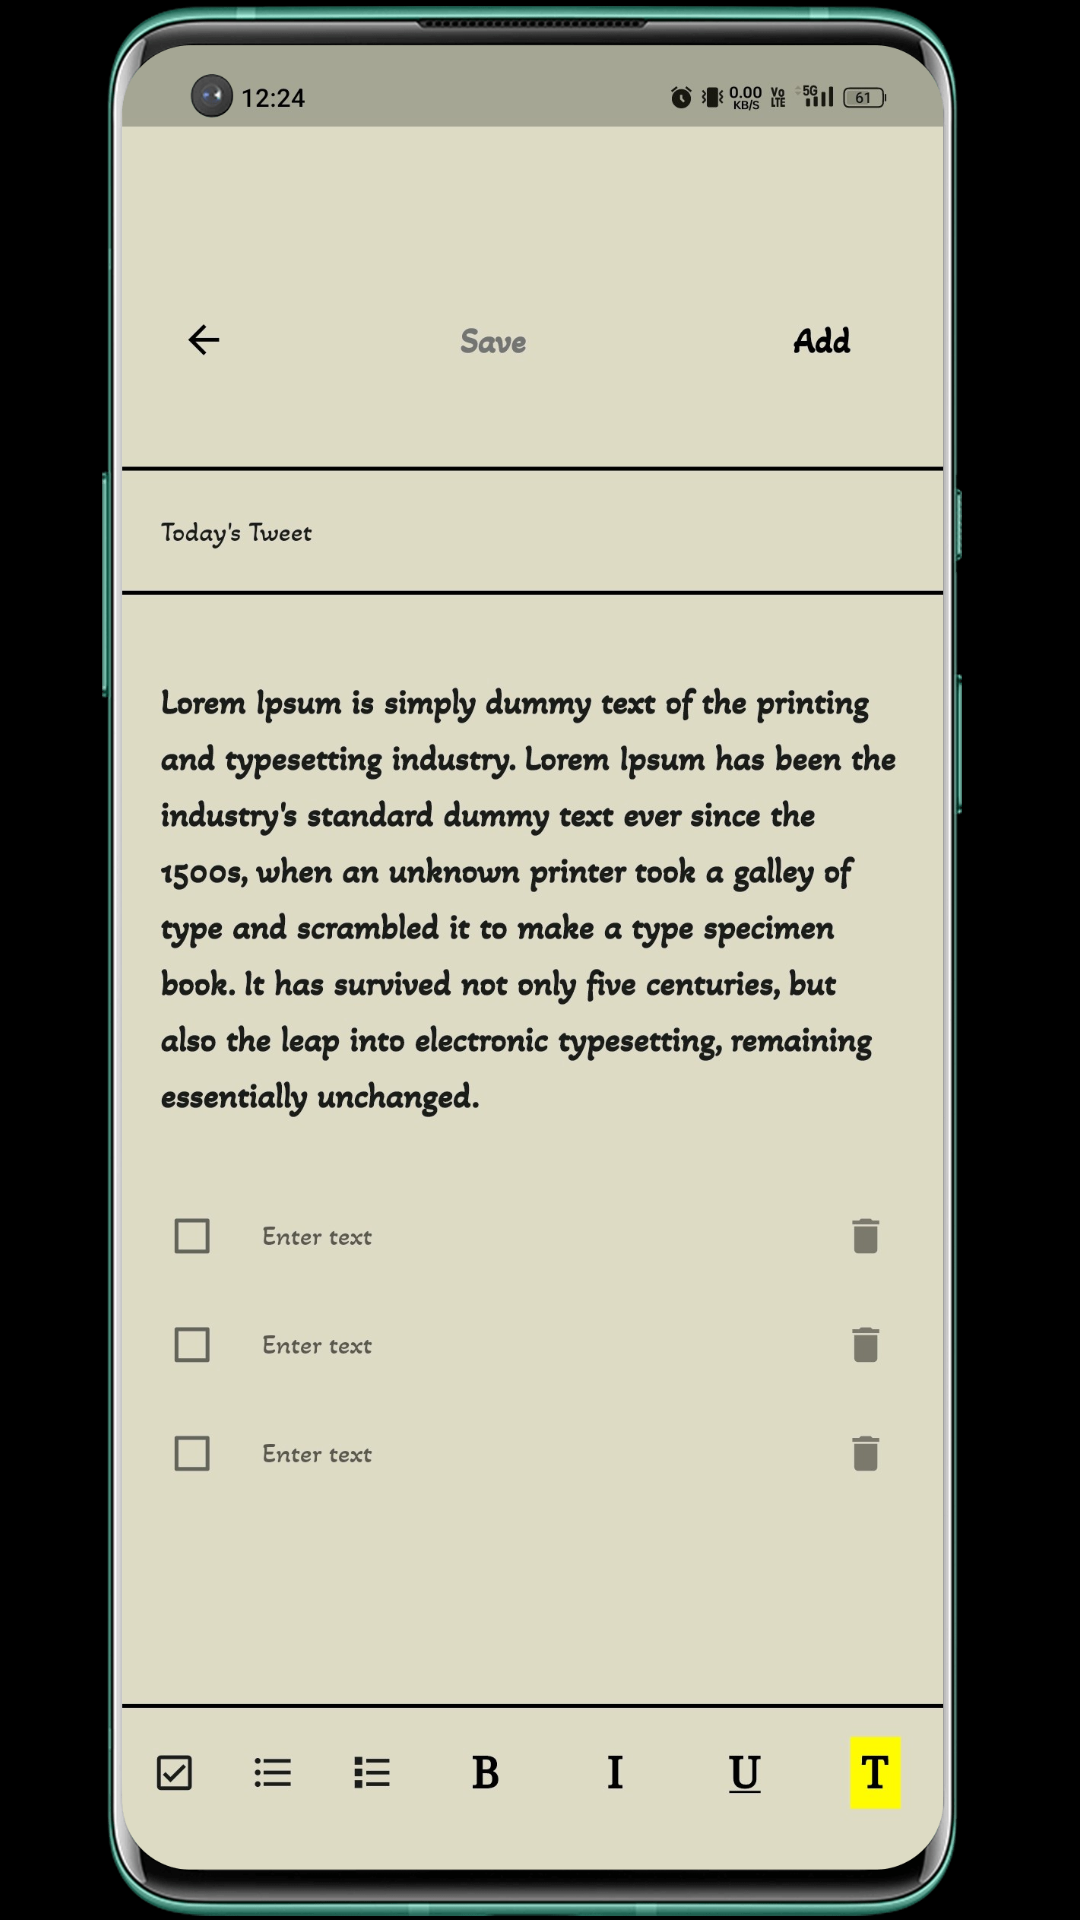 12:24 0.00 KB/S Vo LTE 5G 61
Save Add
Today's Tweet
Lorem Ipsum is simply dummy text of the printing
and typesetting industry. Lorem Ipsum has been the
industry's standard dummy text ever since the
1500s, when an unknown printer took a galley of
type and scrambled it to make a type specimen
book. It has survived not only five centuries, but
also the leap into electronic typesetting, remaining
essentially unchanged.
Enter text
Enter text
Enter text
B I U T